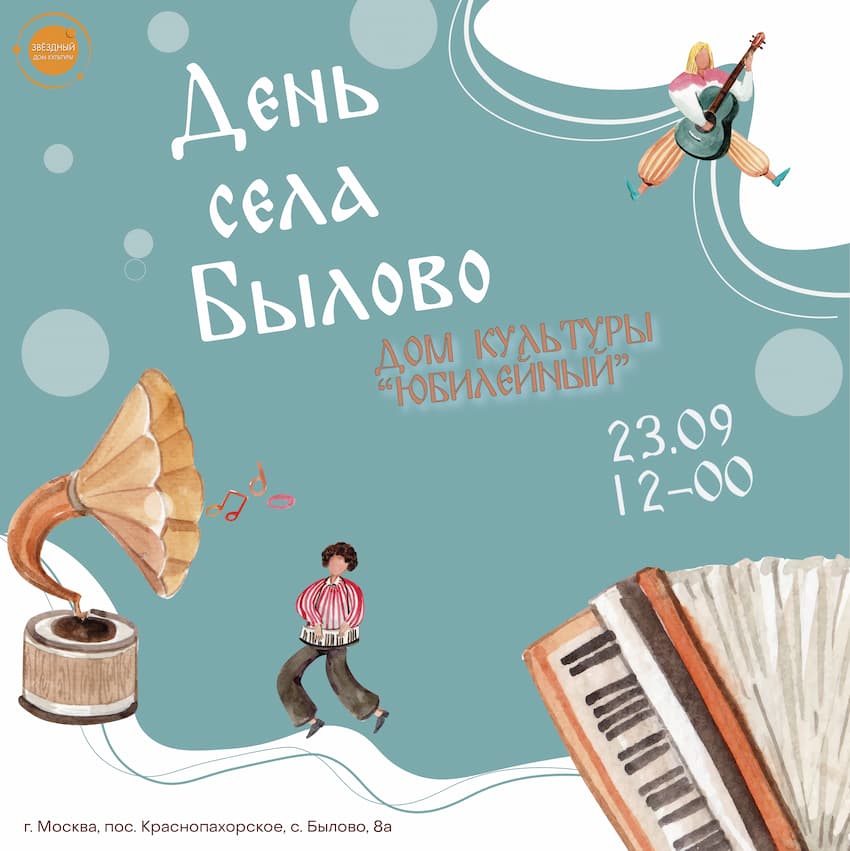 ЗВЁЗДНЫЙ
ДОМ КУЛЬТУРЫ
День
села
Былово
ДОМ КУЛЬТУРЫ
“ЮБИЛЕЙНЫЙ”
23.09
12-00
г. Москва, пос. Краснопахорское, с. Былово, 8а